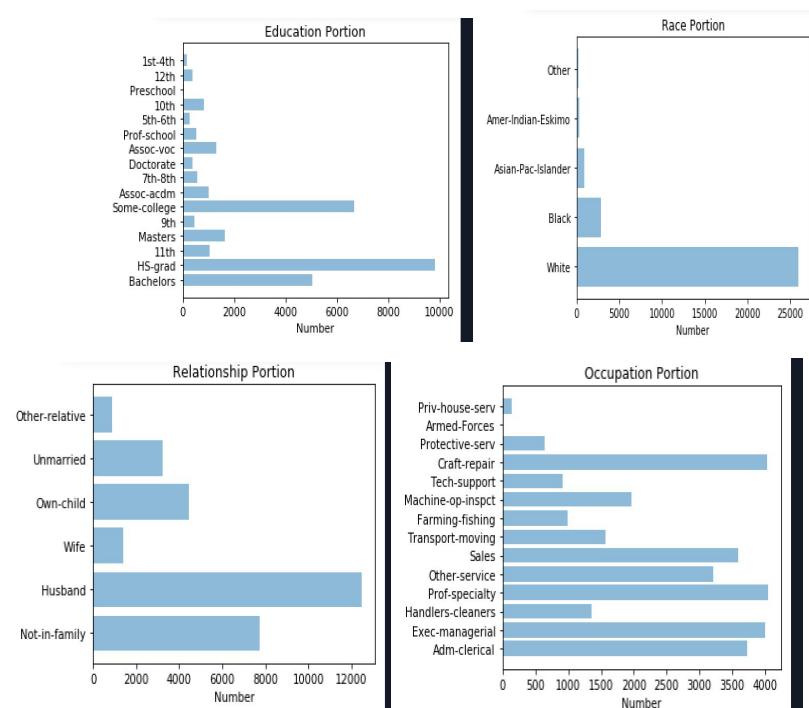 Education Portion
1st-4th
12th
Preschool
10th
5th-6th
Prof-school
Assoc-voc
Doctorate
7th-8th
Assoc-acdm
Some-college
9th
Masters
11th
HS-grad
Bachelors
0 2000 4000 6000 8000 10000
Number
Race Portion
Other
Amer-Indian-Eskimo
Asian-Pac-Islander
Black
White
0 5000 10000 15000 20000 25000
Number
Relationship Portion
Other-relative
Unmarried
Own-child
Wife
Husband
Not-in-family
0 2000 4000 6000 8000 10000 12000
Number
Occupation Portion
Priv-house-serv
Armed-Forces
Protective-serv
Craft-repair
Tech-support
Machine-op-inspct
Farming-fishing
Transport-moving
Sales
Other-service
Prof-specialty
Handlers-cleaners
Exec-managerial
Adm-clerical
0 500 1000 1500 2000 2500 3000 3500 4000
Number